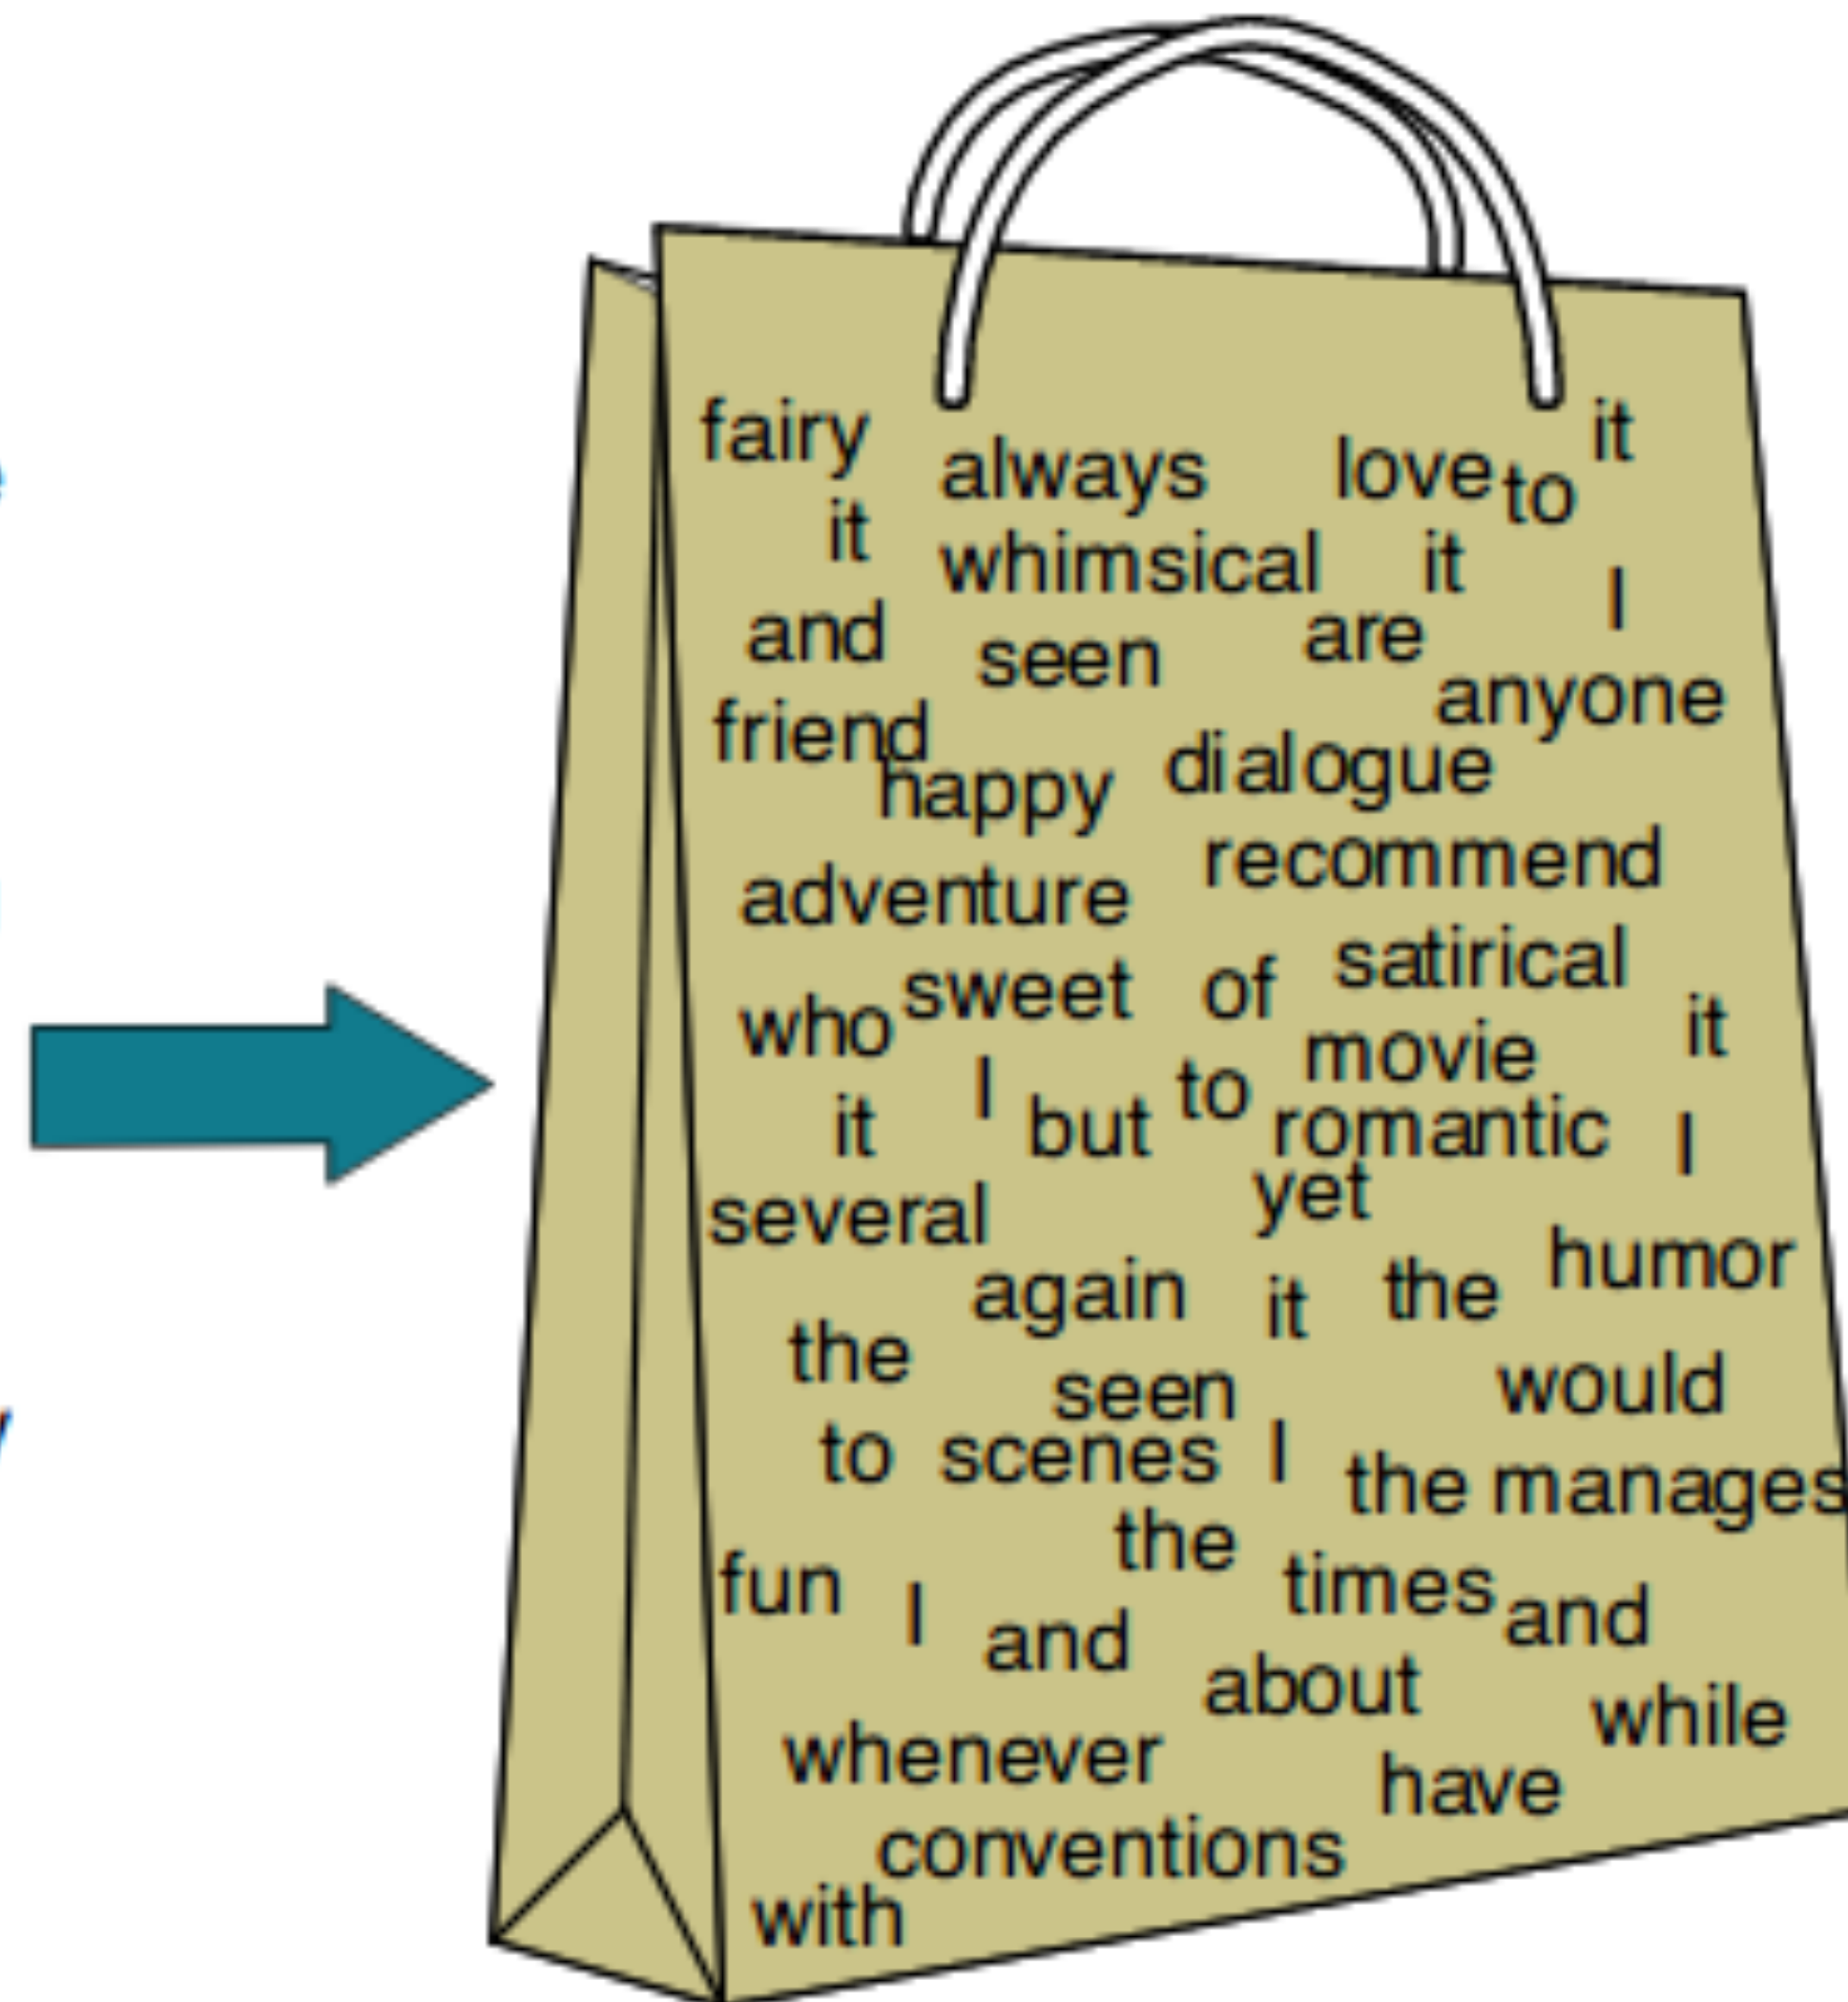 fairy always love to it
it whimsical it I
and seen are anyone
friend happy dialogue
adventure recommend
who sweet of satirical it
it I but to movie romantic I
several yet
again it the humor
the seen would
to scenes I the manages
fun I and the times and
about while
whenever have
conventions
with